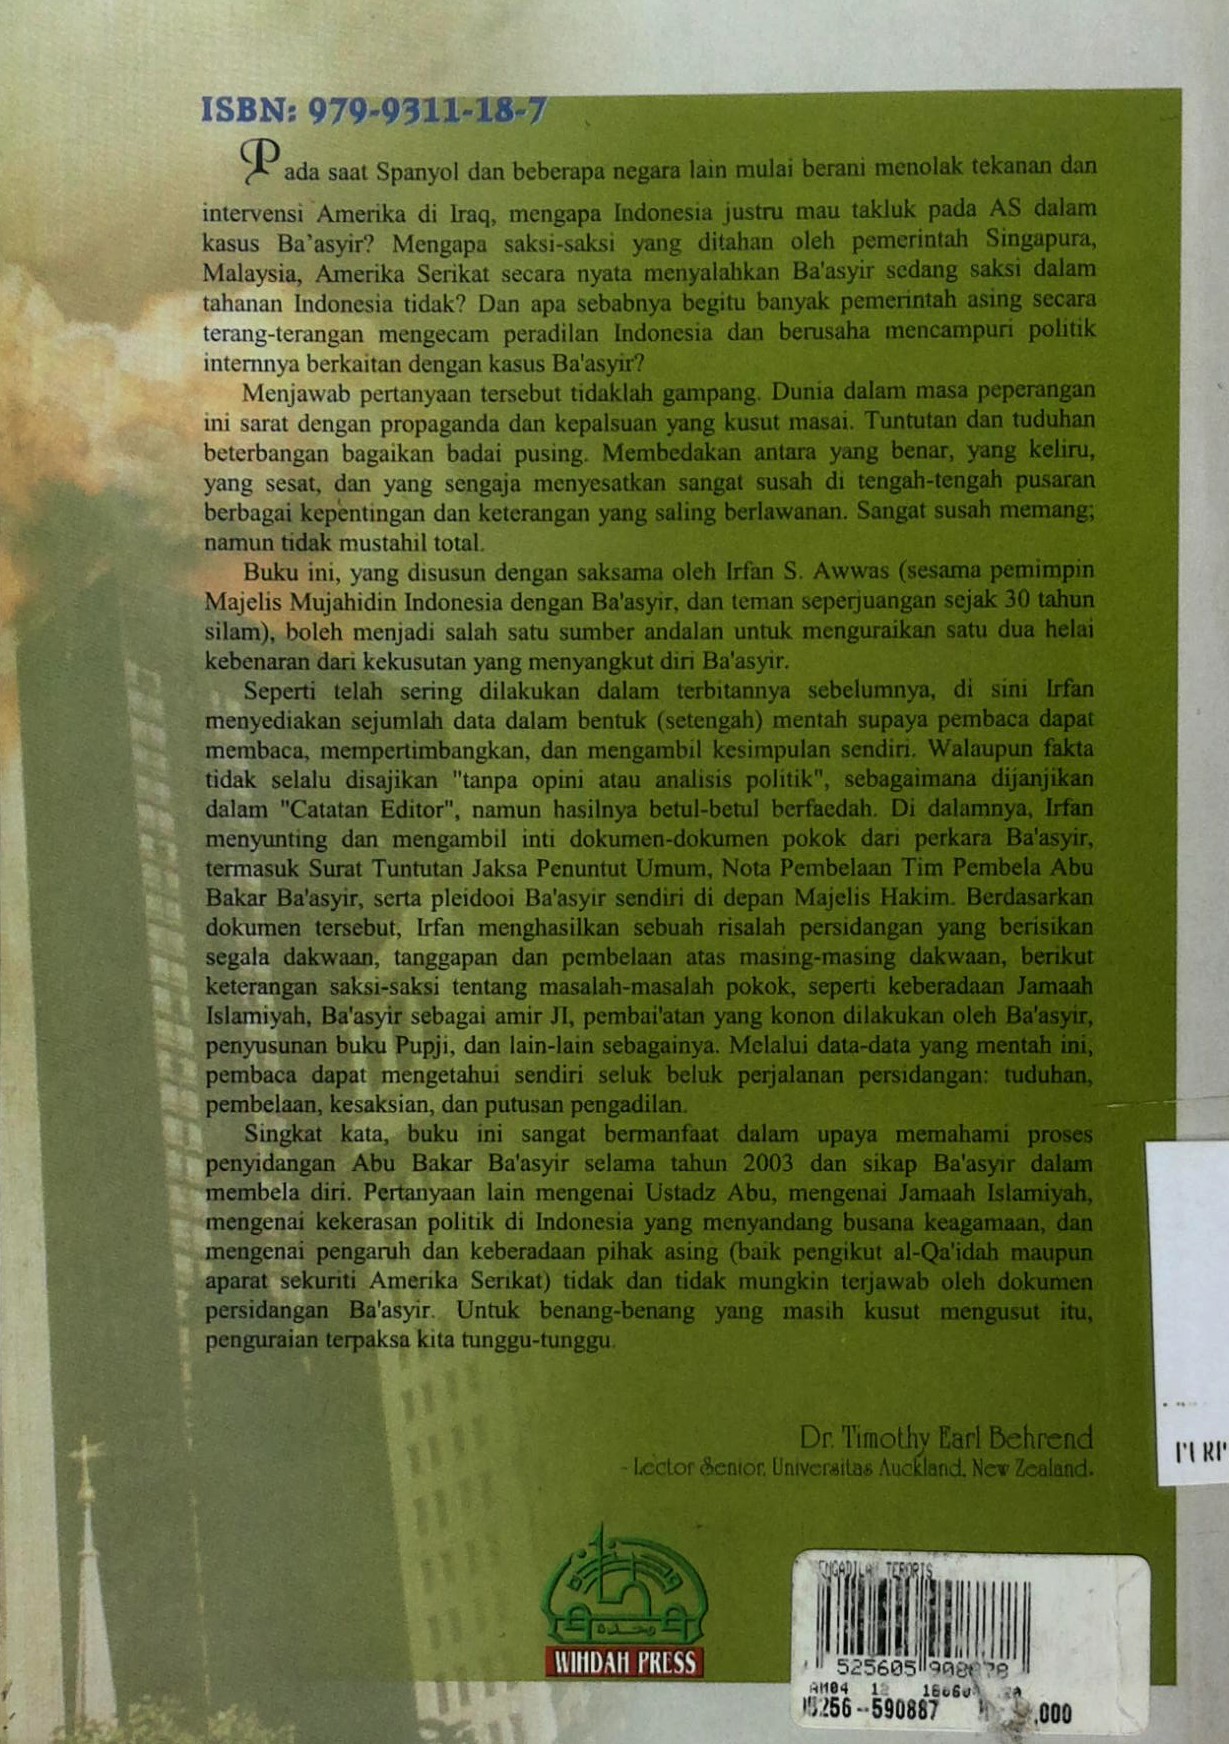 ISBN: 979-9311-18-7
Pada saat Spanyol dan beberapa negara lain mulai berani menolak tekanan dan
intervensi Amerika di Iraq, mengapa Indonesia justru mau takluk pada AS dalam
kasus Ba'asyir? Mengapa saksi-saksi yang ditahan oleh pemerintah Singapura,
Malaysia, Amerika Serikat secara nyata menyalahkan Ba'asyir sedang saksi dalam
tahanan Indonesia tidak? Dan apa sebabnya begitu banyak pemerintah asing secara
terang-terangan mengecam peradilan Indonesia dan berusaha mencampuri politik
internnya berkaitan dengan kasus Ba'asyir?
Menjawab pertanyaan tersebut tidaklah gampang. Dunia dalam masa peperangan
ini sarat dengan propaganda dan kepalsuan yang kusut masai. Tuntutan dan tuduhan
beterbangan bagaikan badai pusing. Membedakan antara yang benar, yang keliru,
yang sesat, dan yang sengaja menyesatkan sangat susah di tengah-tengah pusaran
berbagai kepentingan dan keterangan yang saling berlawanan. Sangat susah memang;
namun tidak mustahil total.
Buku ini, yang disusun dengan saksama oleh Irfan S. Awwas (sesama pemimpin
Majelis Mujahidin Indonesia dengan Ba'asyir, dan teman seperjuangan sejak 30 tahun
silam), boleh menjadi salah satu sumber andalan untuk menguraikan satu dua helai
kebenaran dari kekusutan yang menyangkut diri Ba'asyir.
Seperti telah sering dilakukan dalam terbitannya sebelumnya, di sini Irfan
menyediakan sejumlah data dalam bentuk (setengah) mentah supaya pembaca dapat
membaca, mempertimbangkan, dan mengambil kesimpulan sendiri. Walaupun fakta
tidak selalu disajikan "tanpa opini atau analisis politik", sebagaimana dijanjikan
dalam "Catatan Editor", namun hasilnya betul-betul berfaedah. Di dalamnya, Irfan
menyunting dan mengambil inti dokumen-dokumen pokok dari perkara Ba'asyir,
termasuk Surat Tuntutan Jaksa Penuntut Umum, Nota Pembelaan Tim Pembela Abu
Bakar Ba'asyir, serta pleidooi Ba'asyir sendiri di depan Majelis Hakim. Berdasarkan
dokumen tersebut, Irfan menghasilkan sebuah risalah persidangan yang berisikan
segala dakwaan, tanggapan dan pembelaan atas masing-masing dakwaan, berikut
keterangan saksi-saksi tentang masalah-masalah pokok, seperti keberadaan Jamaah
Islamiyah, Ba'asyir sebagai amir JI, pembai'atan yang konon dilakukan oleh Ba'asyir,
penyusunan buku Pupji, dan lain-lain sebagainya. Melalui data-data yang mentah ini,
pembaca dapat mengetahui sendiri seluk beluk perjalanan persidangan: tuduhan,
pembelaan, kesaksian, dan putusan pengadilan.
Singkat kata, buku ini sangat bermanfaat dalam upaya memahami proses
penyidangan Abu Bakar Ba'asyir selama tahun 2003 dan sikap Ba'asyir dalam
membela diri. Pertanyaan lain mengenai Ustadz Abu, mengenai Jamaah Islamiyah,
mengenai kekerasan politik di Indonesia yang menyandang busana keagamaan, dan
mengenai pengaruh dan keberadaan pihak asing (baik pengikut al-Qa'idah maupun
aparat sekuriti Amerika Serikat) tidak dan tidak mungkin terjawab oleh dokumen
persidangan Ba'asyir. Untuk benang-benang yang masih kusut mengusut itu,
penguraian terpaksa kita tunggu-tunggu.
Dr. Timothy Earl Behrend
- Lector Senior, Universitas Auckland, New Zealand.
WIHDAH PRESS
ENGADILAN TERORIS
525605
AM04 12
-590887 ,000